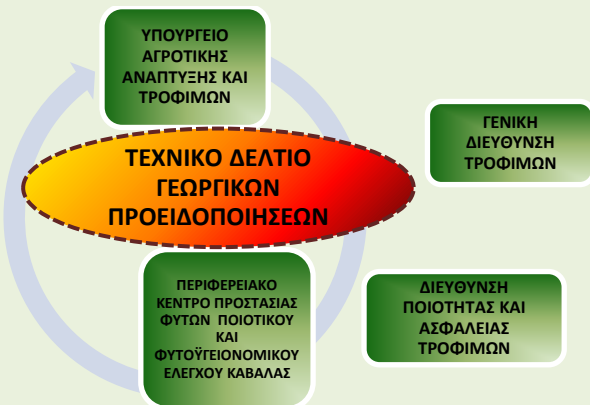 ΥΠΟΥΡΓΕΙΟ
ΑΓΡΟΤΙΚΗΣ
ΑΝΑΠΤΥΞΗΣ ΚΑΙ
ΤΡΟΦΙΜΩΝ
ΓΕΝΙΚΗ
ΔΙΕΥΘΥΝΣΗ
ΤΡΟΦΙΜΩΝ
ΤΕΧΝΙΚΟ ΔΕΛΤΙΟ
ΓΕΩΡΓΙΚΩΝ
ΠΡΟΕΙΔΟΠΟΙΗΣΕΩΝ
ΠΕΡΙΦΕΡΕΙΑΚΟ
ΚΕΝΤΡΟ ΠΡΟΣΤΑΣΙΑΣ
ΦΥΤΩΝ ΠΟΙΟΤΙΚΟΥ
ΚΑΙ
ΦΥΤΟΫΓΕΙΟΝΟΜΙΚΟΥ
ΕΛΕΓΧΟΥ ΚΑΒΑΛΑΣ
ΔΙΕΥΘΥΝΣΗ
ΠΟΙΟΤΗΤΑΣ ΚΑΙ
ΑΣΦΑΛΕΙΑΣ
ΤΡΟΦΙΜΩΝ